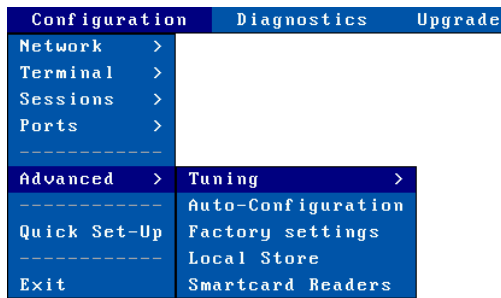 Configuration Diagnostics Upgrade
Network >
Terminal >
Sessions >
Ports >
------------
Advanced > Tuning >
------------ Auto-Configuration
Quick Set-Up Factory settings
------------ Local Store
Exit Smartcard Readers